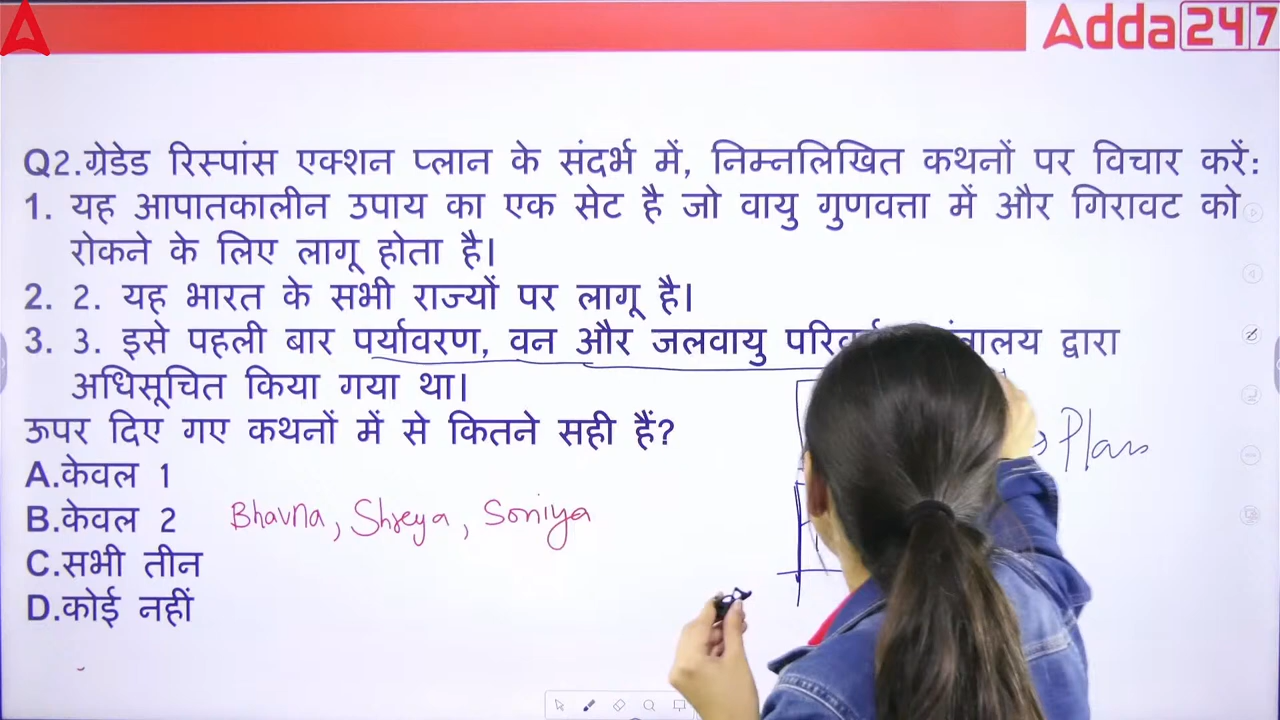 Adda247
Q2.ग्रेडेड रिस्पांस एक्शन प्लान के संदर्भ में, निम्नलिखित कथनों पर विचार करें:
1. यह आपातकालीन उपाय का एक सेट है जो वायु गुणवत्ता में और गिरावट को
रोकने के लिए लागू होता है।
2. 2. यह भारत के सभी राज्यों पर लागू है।
3. 3. इसे पहली बार पर्यावरण, वन और जलवायु द्वारा
अधिसूचित किया गया था।
ऊपर दिए गए कथनों में से कितने सही हैं?
Plan
A.केवल 1
B.केवल 2 Bhavna, Shreya, Soniya
C.सभी तीन
D.कोई नहीं